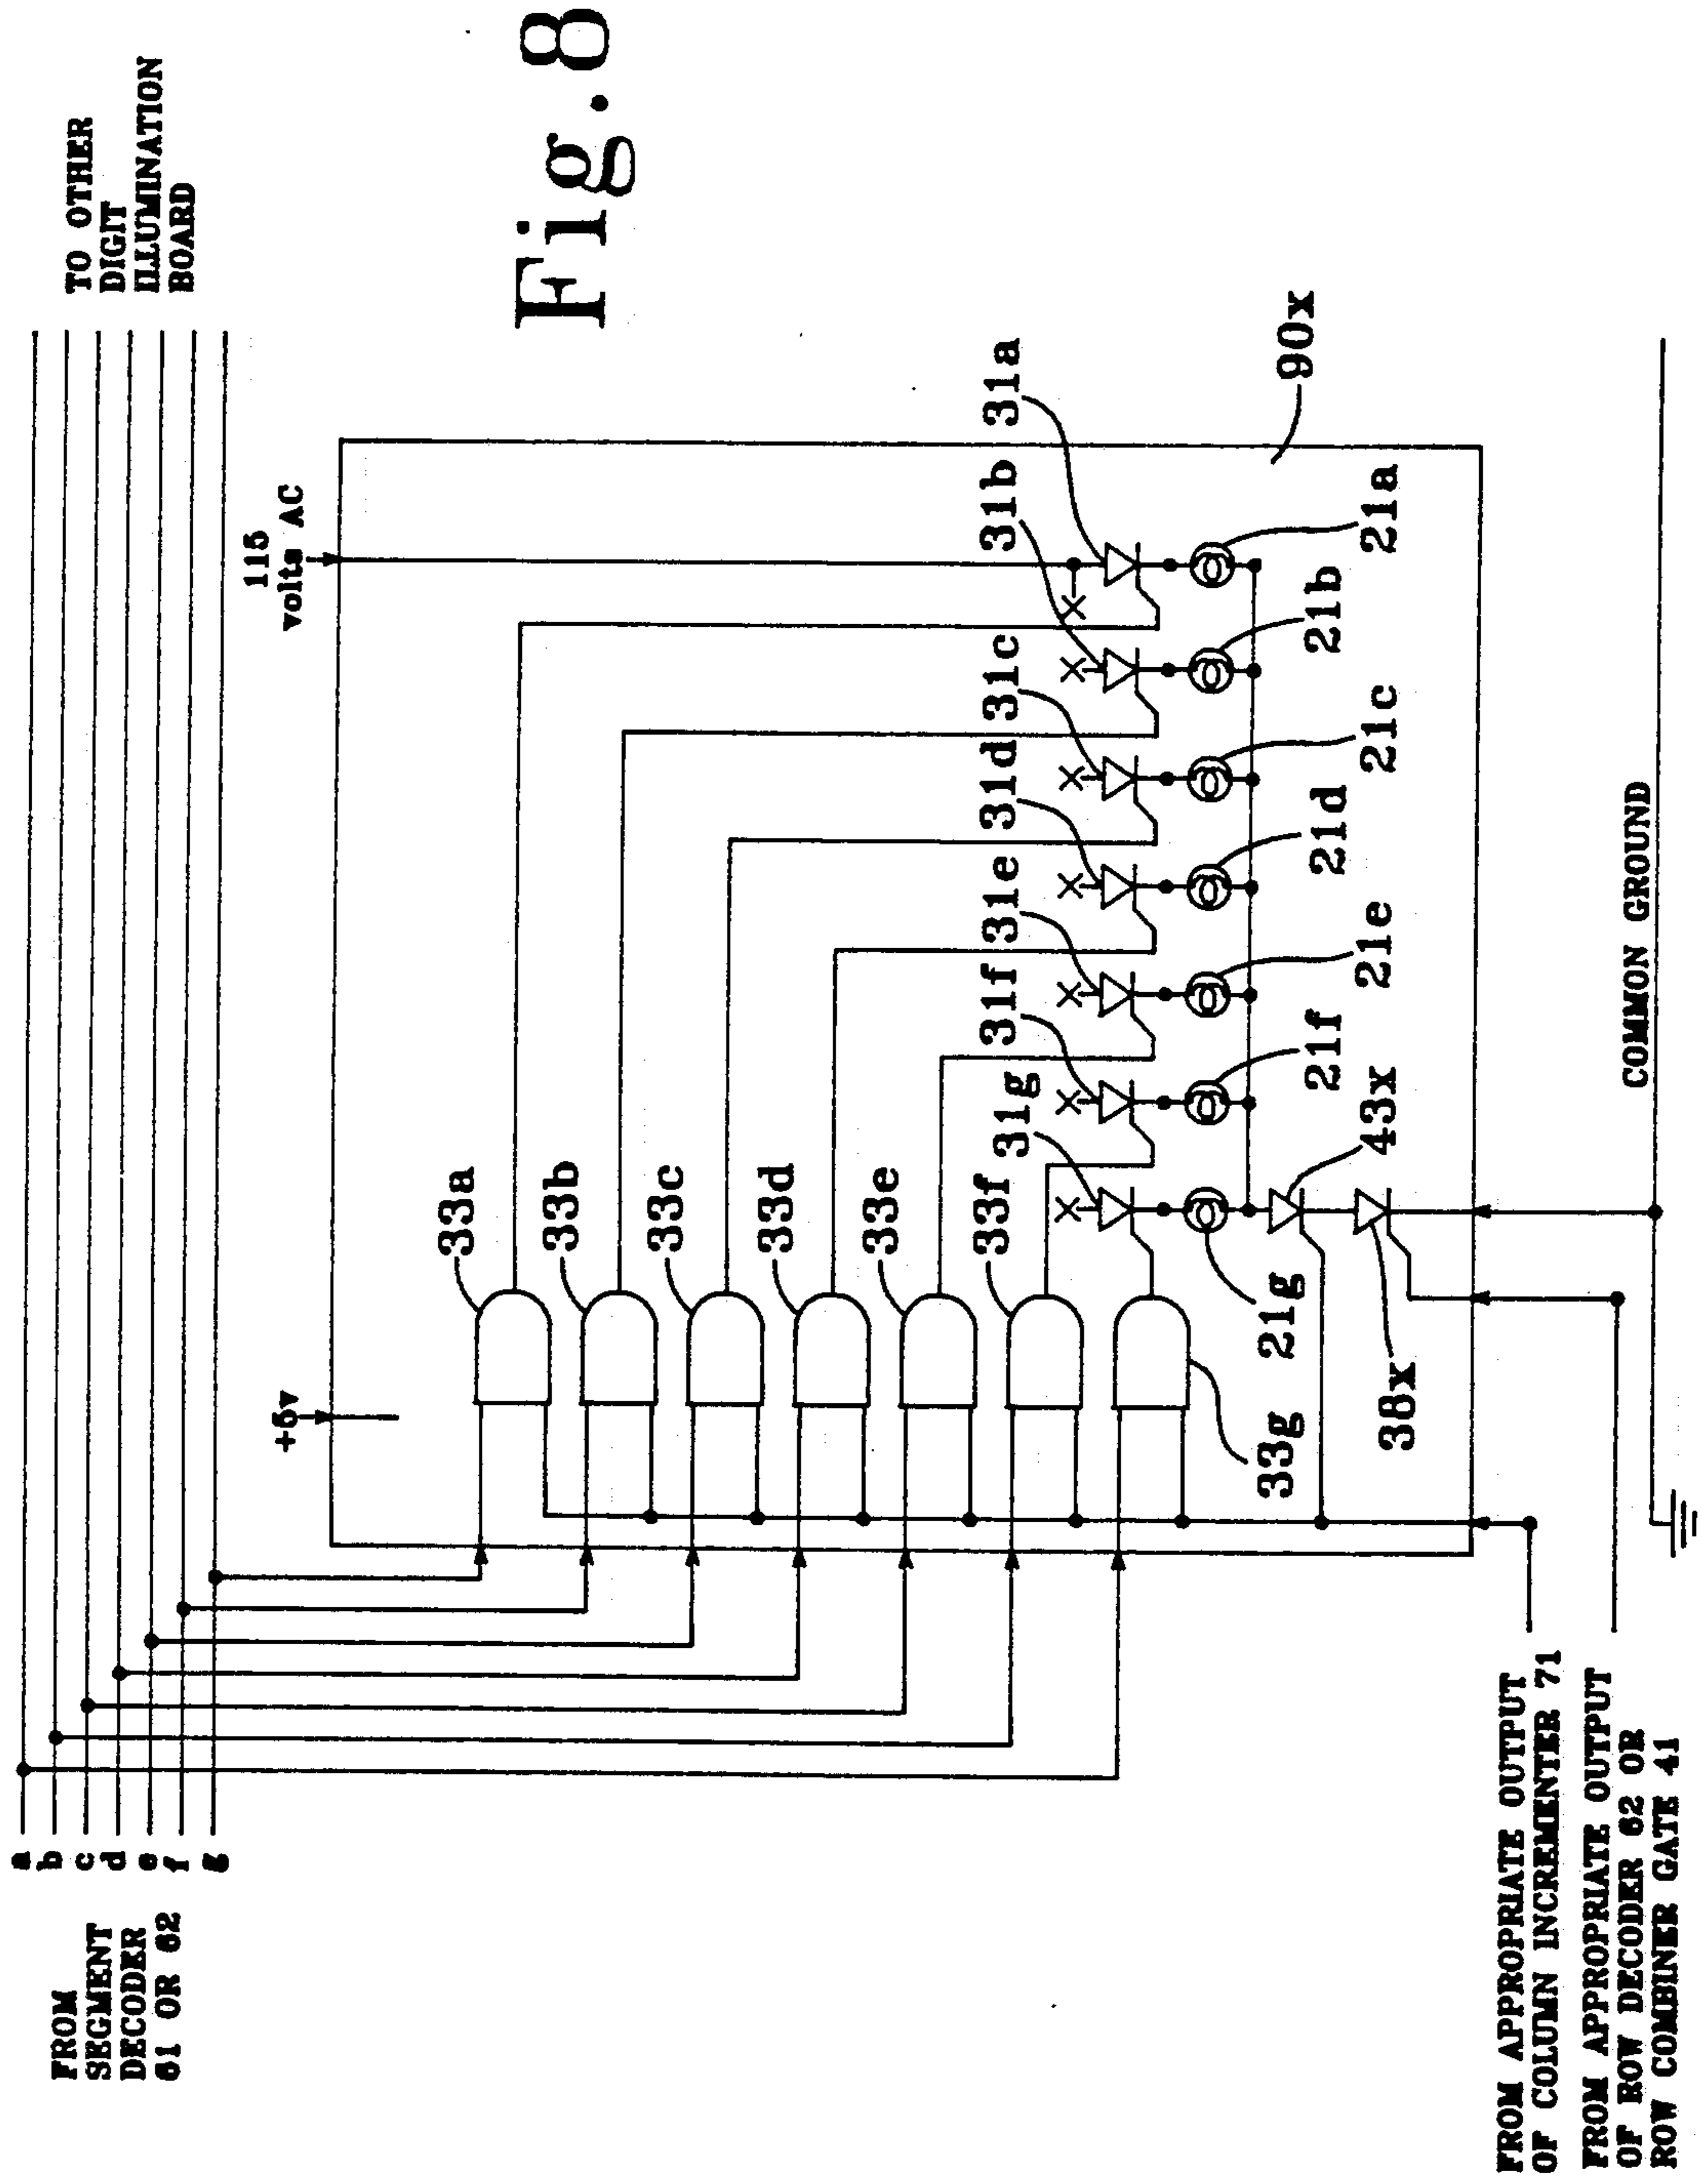 Fig.8
TO OTHER
DIGIT
ILLUMINATION
BOARD
FROM
SEGMENT
DECODER
61 OR 62
a
b
c
d
e
f
g
+5v
115
volts AC
33a
33b
33c
33d
33e
33f
33g
31a
31b
31c
31d
31e
31f
31g
21a
21b
21c
21d
21e
21f
21g
43x
38x
90x
COMMON GROUND
FROM APPROPRIATE OUTPUT
OF COLUMN INCREMENTER 71
FROM APPROPRIATE OUTPUT
OF ROW DECODER 62 OR
ROW COMBINER GATE 41